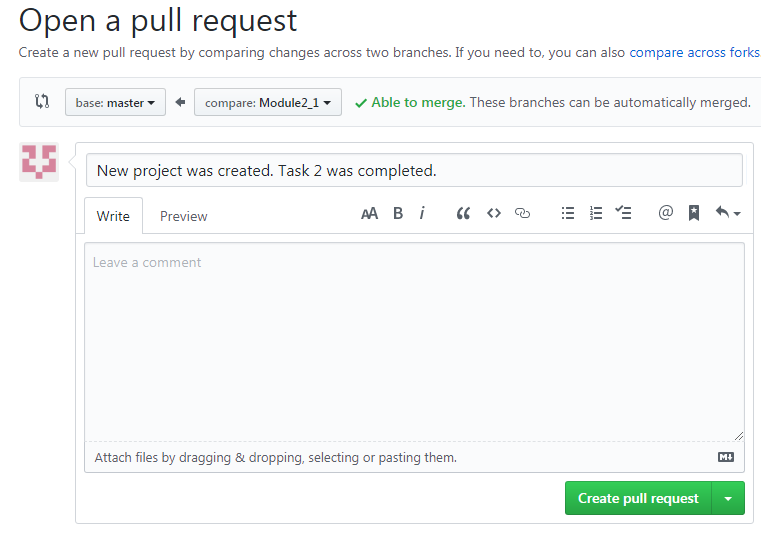 Open a pull request
Create a new pull request by comparing changes across two branches. If you need to, you can also compare across forks
base: master
compare: Module2_1
Able to merge. These branches can be automatically merged.
New project was created. Task 2 was completed.
Write Preview
AA B i @
Leave a comment
Attach files by dragging & dropping, selecting or pasting them.
Create pull request